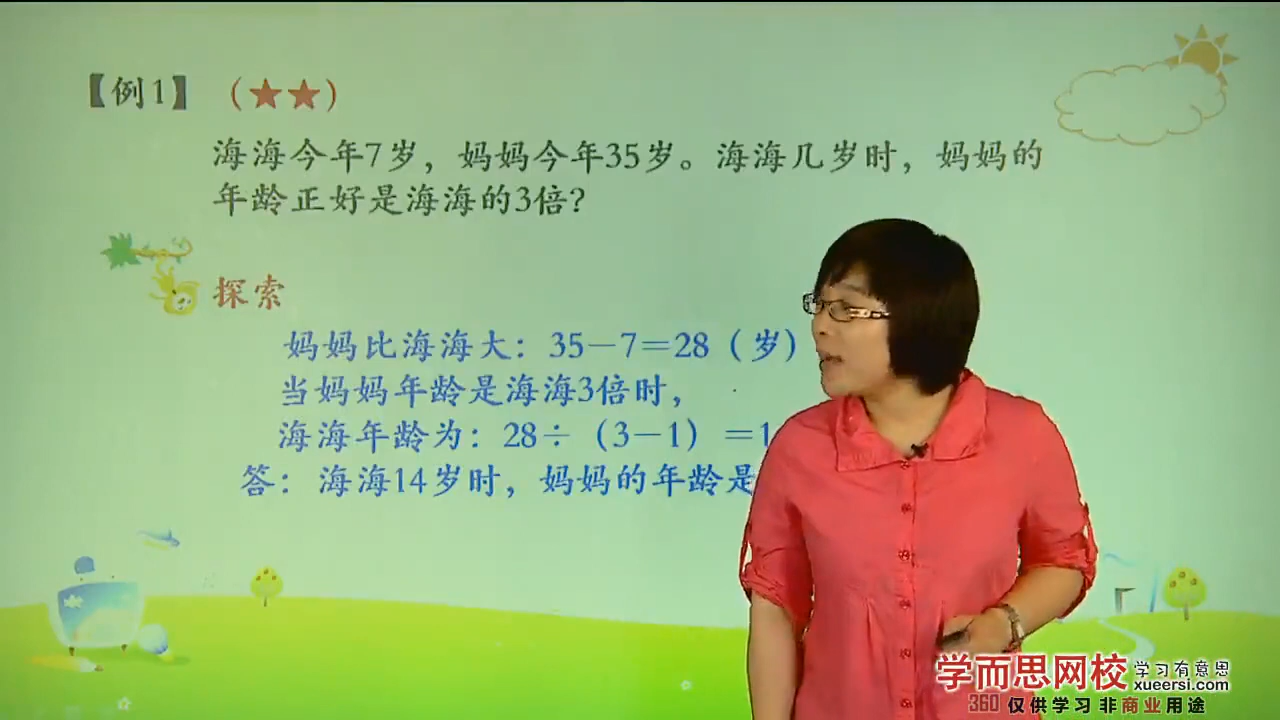 【例1】 (★★)
海海今年7岁，妈妈今年35岁。海海几岁时，妈妈的
年龄正好是海海的3倍？
探索
妈妈比海海大：35－7＝28（岁）
当妈妈年龄是海海3倍时，
海海年龄为：28÷（3－1）＝1
答：海海14岁时，妈妈的年龄是
学而思网校 学习有意思
xueersi.com
360 仅供学习 非商业用途